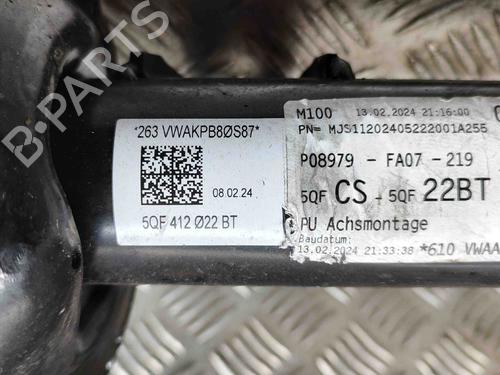 *263 VWAKPB8ØS87*
08.02.24
5QF 412 Ø22 BT
M100 13.02.2024 21:16:00
PN= MJS11202405222001A255
P08979 - FA07 - 219
5QF CS - 5QF 22BT
PU Achsmontage
Baudatum:
13.02.2024 21:33:38 *610 VWAA
B-PARTS